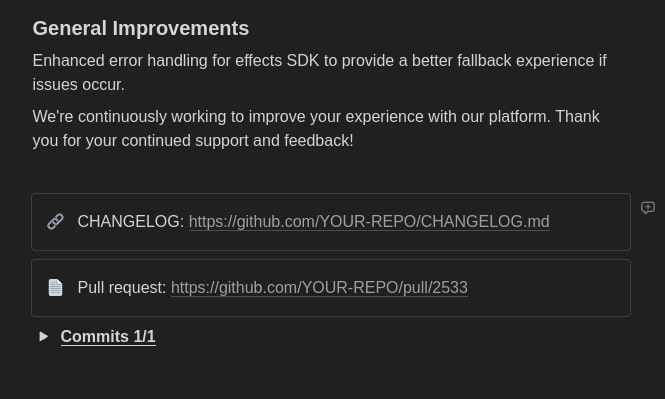 General Improvements
Enhanced error handling for effects SDK to provide a better fallback experience if
issues occur.
We're continuously working to improve your experience with our platform. Thank
you for your continued support and feedback!
CHANGELOG: https://github.com/YOUR-REPO/CHANGELOG.md
Pull request: https://github.com/YOUR-REPO/pull/2533
Commits 1/1